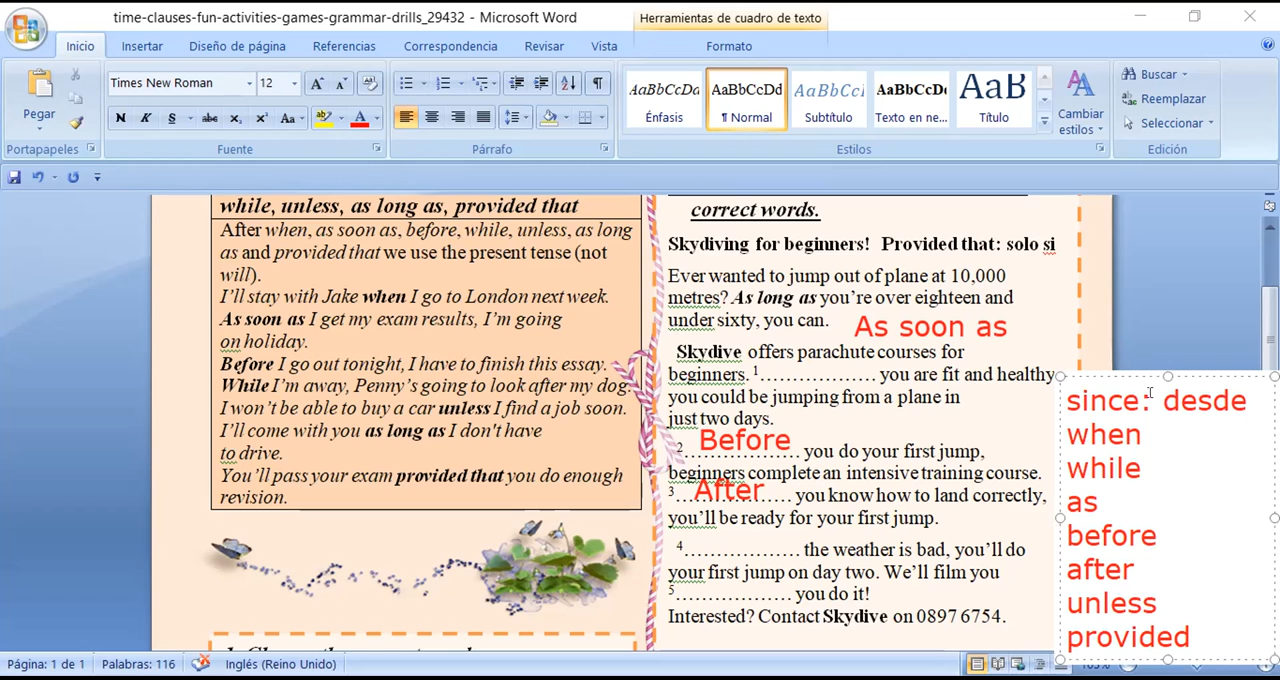 time-clauses-fun-activities-games-grammar-drills_29432 - Microsoft Word
Herramientas de cuadro de texto
Inicio
Insertar
Diseño de página
Referencias
Correspondencia
Revisar
Vista
Formato
Pegar
Portapapeles
Times New Roman
12
Fuente
Párrafo
AaBbCcDd
Énfasis
AaBbCcDd
¶ Normal
AaBbCcI
Subtítulo
AaBbCcDd
Texto en ne...
AaB
Título
Estilos
Cambiar
estilos
Buscar
Reemplazar
Seleccionar
Edición
while, unless, as long as, provided that
After when, as soon as, before, while, unless, as long
as and provided that we use the present tense (not
will).
I’ll stay with Jake when I go to London next week.
As soon as I get my exam results, I’m going
on holiday.
Before I go out tonight, I have to finish this essay.
While I’m away, Penny’s going to look after my dog.
I won’t be able to buy a car unless I find a job soon.
I’ll come with you as long as I don't have
to drive.
You’ll pass your exam provided that you do enough
revision.
correct words.
Skydiving for beginners! Provided that: solo si
Ever wanted to jump out of plane at 10,000
metres? As long as you’re over eighteen and
under sixty, you can.
As soon as
Skydive offers parachute courses for
beginners. 1.................. you are fit and healthy
you could be jumping from a plane in
just two days.
Before
2.................. you do your first jump,
beginners complete an intensive training course.
After
3.................. you know how to land correctly,
you’ll be ready for your first jump.
4.................. the weather is bad, you’ll do
your first jump on day two. We’ll film you
5.................. you do it!
Interested? Contact Skydive on 0897 6754.
since: desde
when
while
as
before
after
unless
provided
Página: 1 de 1
Palabras: 116
Inglés (Reino Unido)